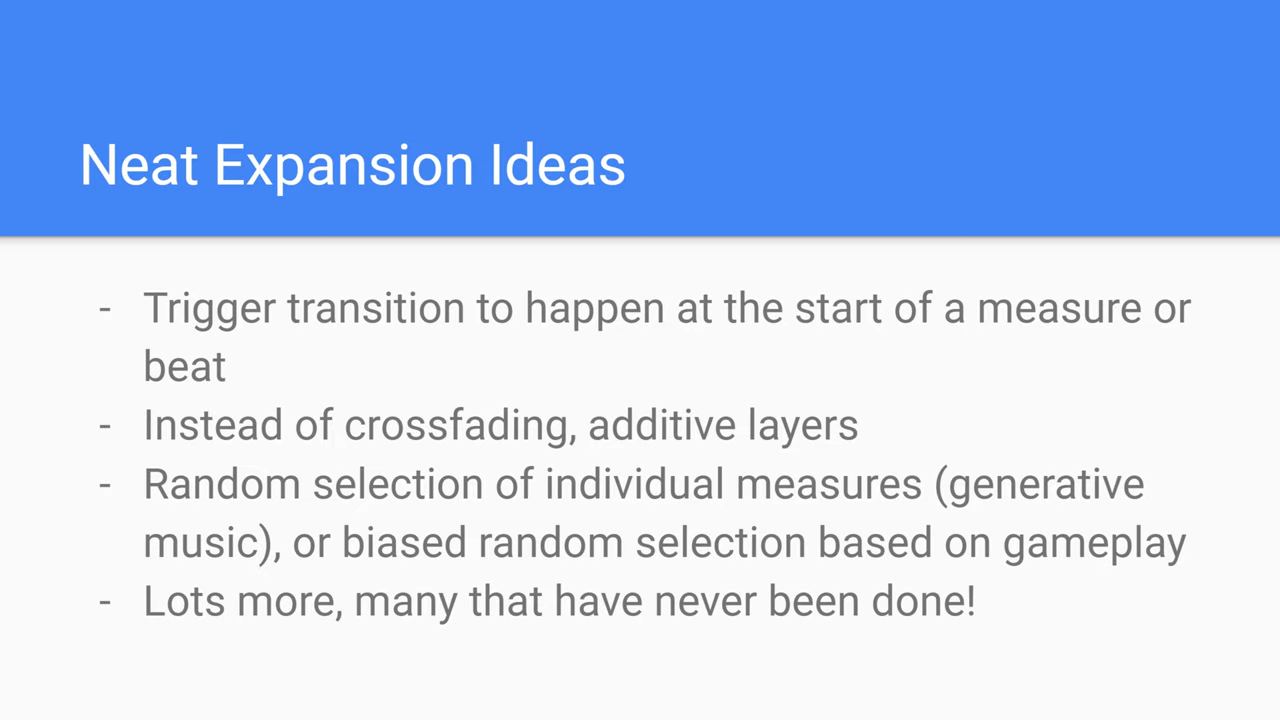 Neat Expansion Ideas
- Trigger transition to happen at the start of a measure or
beat
- Instead of crossfading, additive layers
- Random selection of individual measures (generative
music), or biased random selection based on gameplay
- Lots more, many that have never been done!